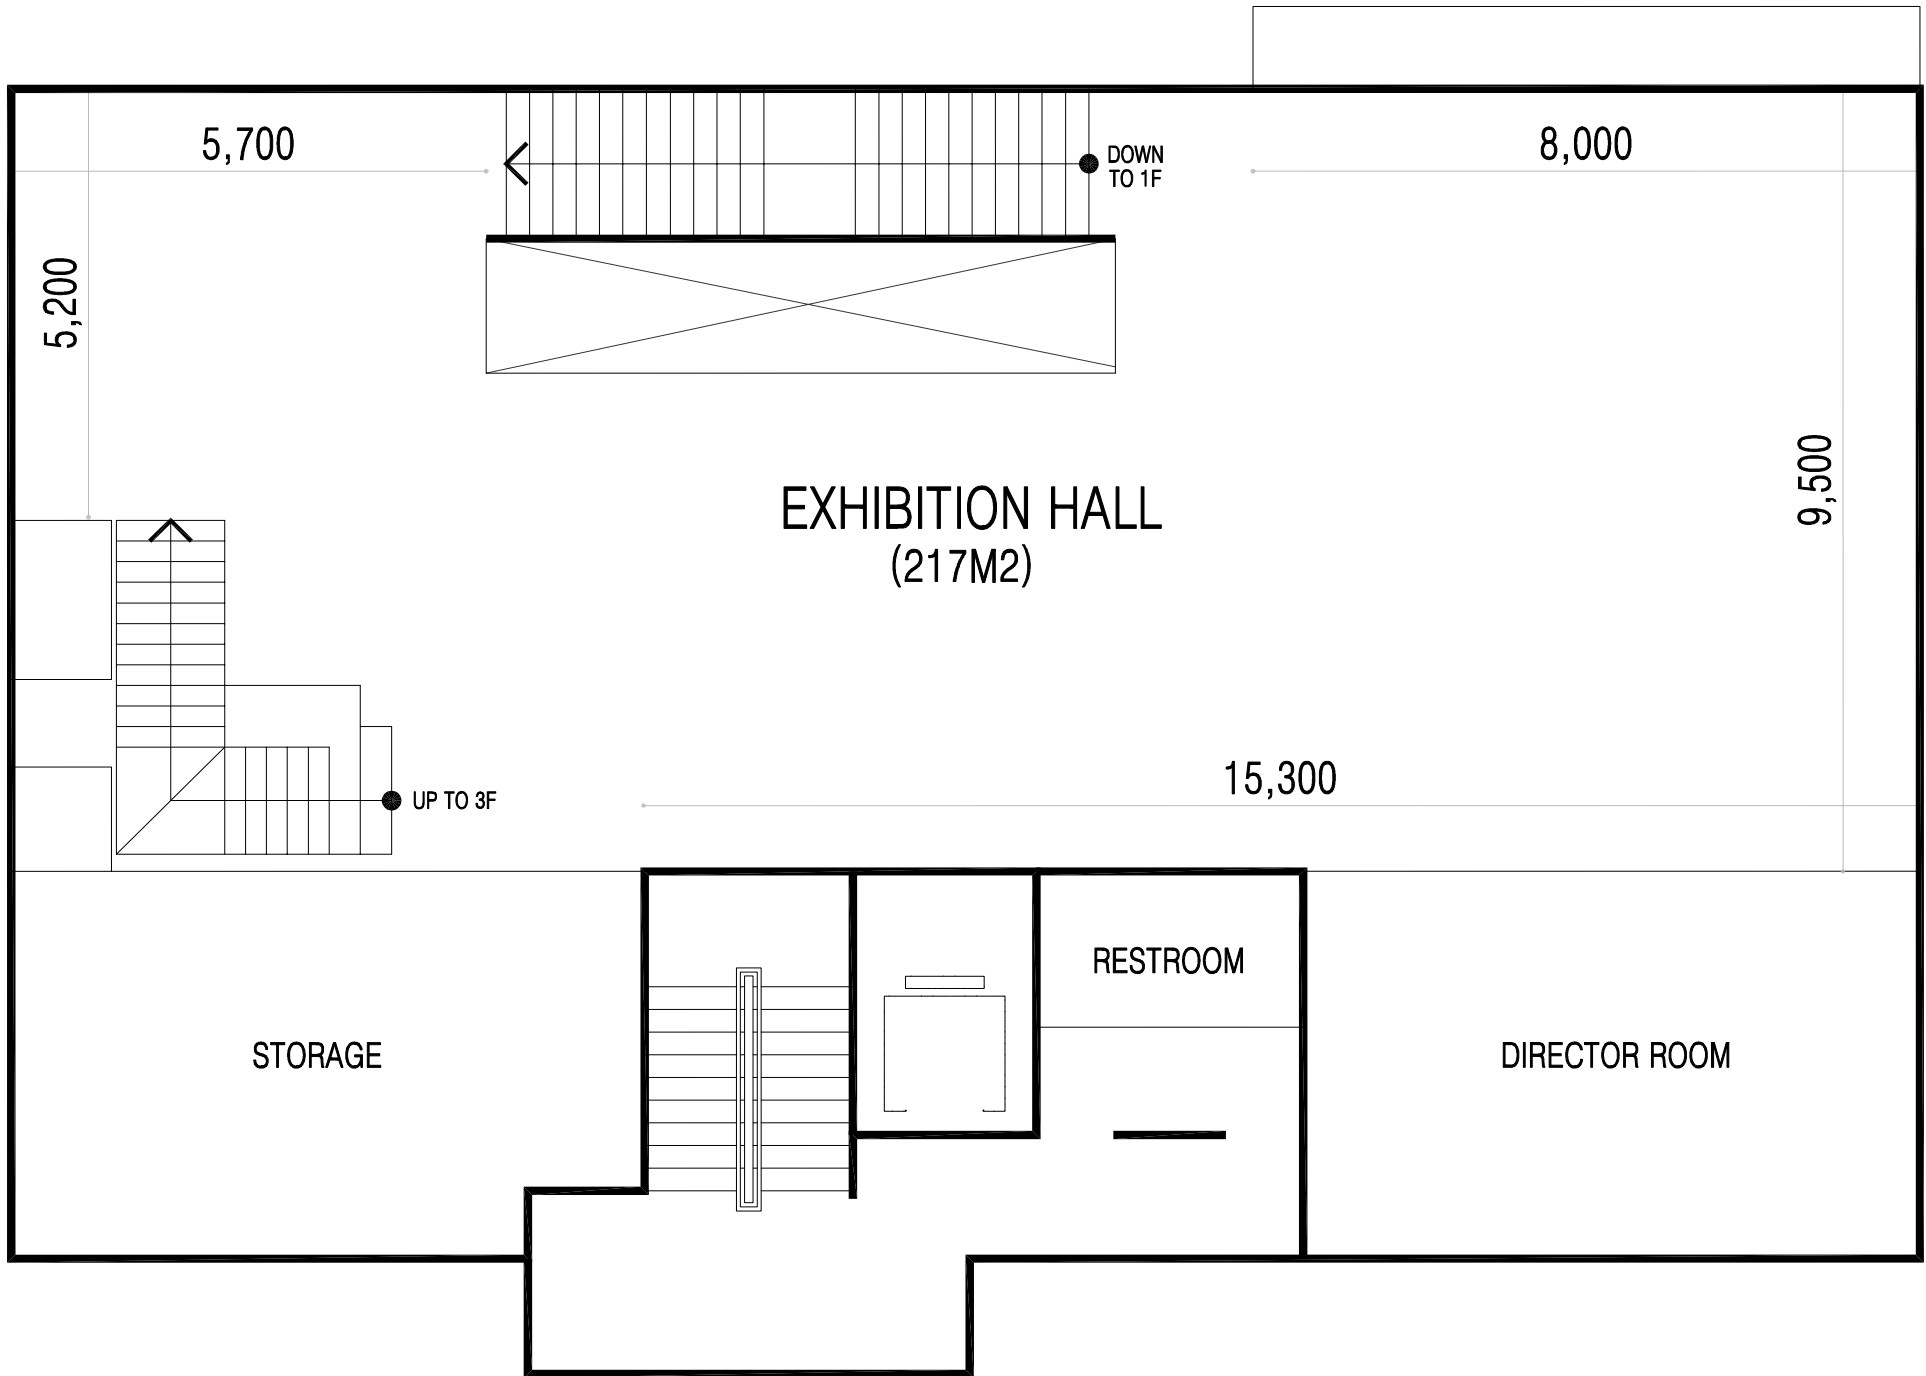 5,700
DOWN
TO 1F
8,000
5,200
EXHIBITION HALL
(217M2)
9,500
15,300
UP TO 3F
RESTROOM
STORAGE
DIRECTOR ROOM